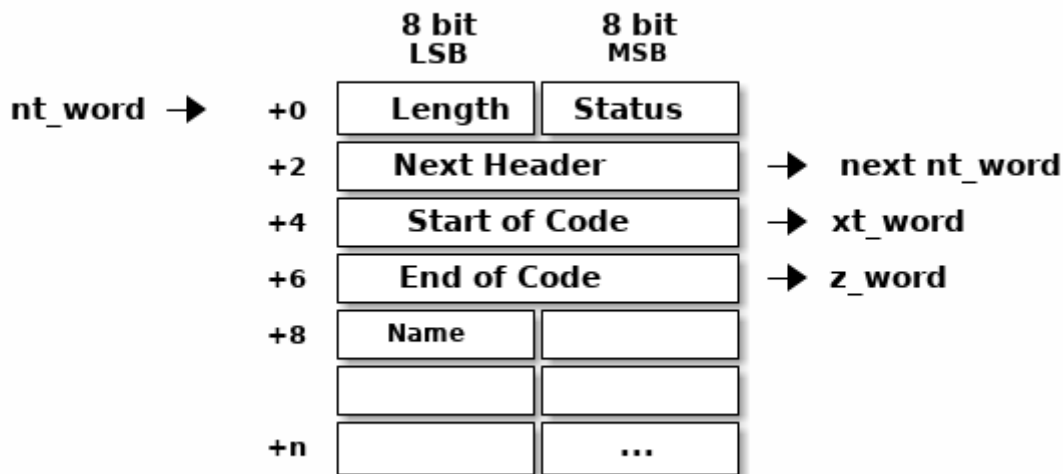 8 bit 8 bit
LSB MSB
nt_word +0 Length Status
+2 Next Header next nt_word
+4 Start of Code xt_word
+6 End of Code z_word
+8 Name
+n ...